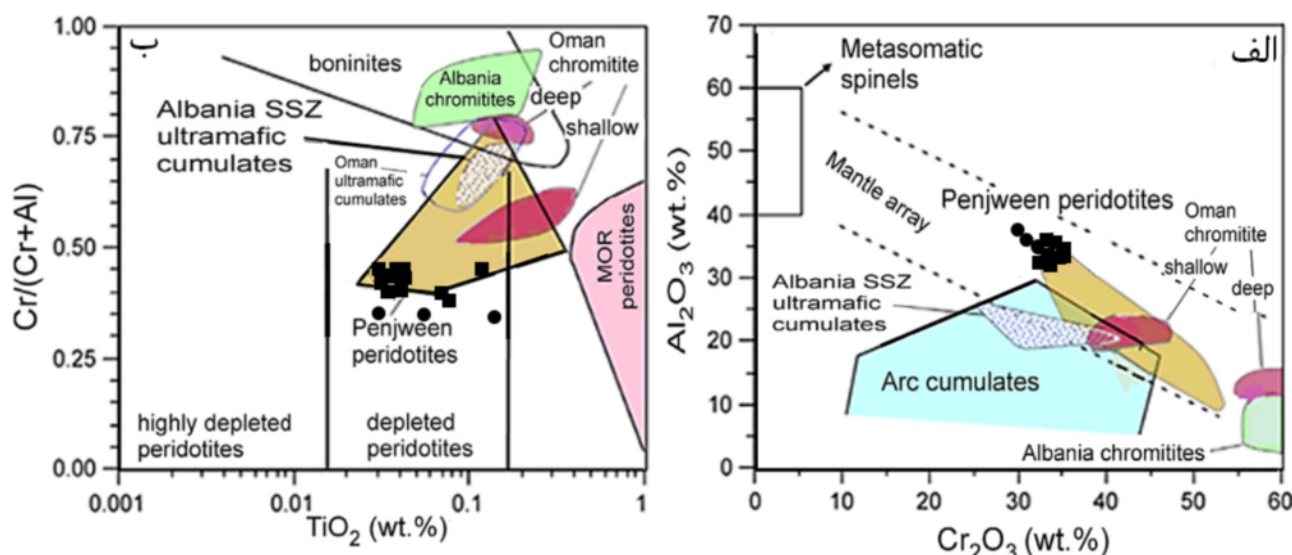 ب
1.00
0.75
0.50
0.25
0.00
Cr/(Cr+Al)
boninites
Albania
chromitites
Oman
chromitite
deep
shallow
Albania SSZ
ultramafic
cumulates
Oman
ultramafic
cumulates
MOR
peridotites
Penjween
peridotites
highly depleted
peridotites
depleted
peridotites
0.001
0.01
0.1
1
TiO₂ (wt.%)
الف
70
60
50
40
30
20
10
0
Al₂O₃ (wt.%)
Metasomatic
spinels
Mantle array
Penjween peridotites
Oman
chromitite
shallow
deep
Albania SSZ
ultramafic
cumulates
Arc cumulates
Albania chromitites
0
10
20
30
40
50
60
Cr₂O₃ (wt.%)